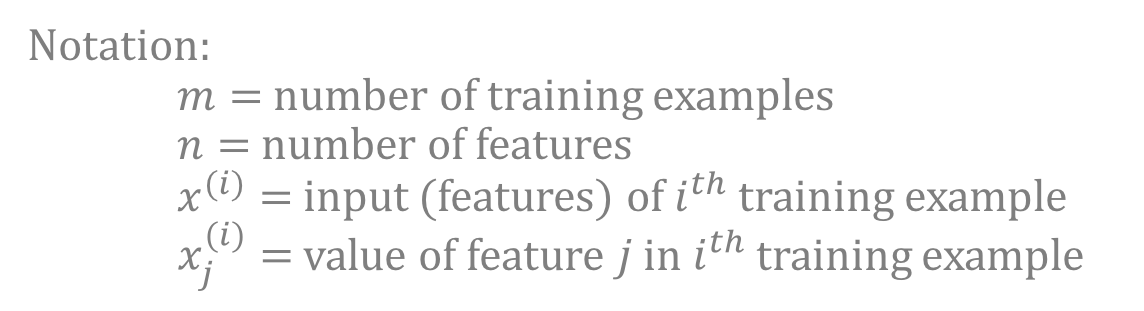 Notation:
m = number of training examples
n = number of features
x^(i) = input (features) of i^th training example
x_j^(i) = value of feature j in i^th training example